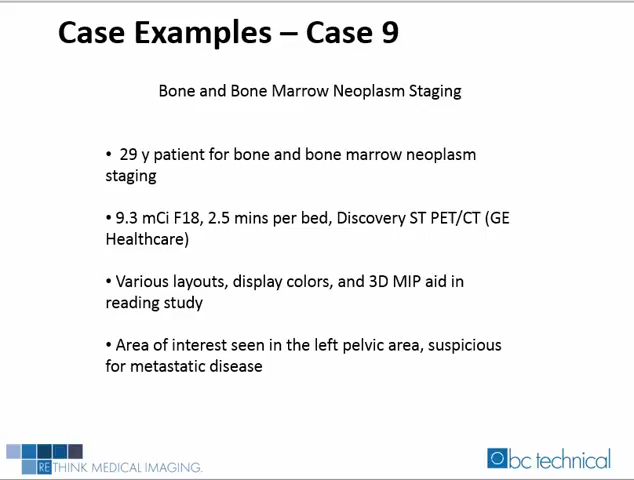 Case Examples – Case 9
Bone and Bone Marrow Neoplasm Staging
• 29 y patient for bone and bone marrow neoplasm
staging
• 9.3 mCi F18, 2.5 mins per bed, Discovery ST PET/CT (GE
Healthcare)
• Various layouts, display colors, and 3D MIP aid in
reading study
• Area of interest seen in the left pelvic area, suspicious
for metastatic disease
RETHINK MEDICAL IMAGING.
bc technical